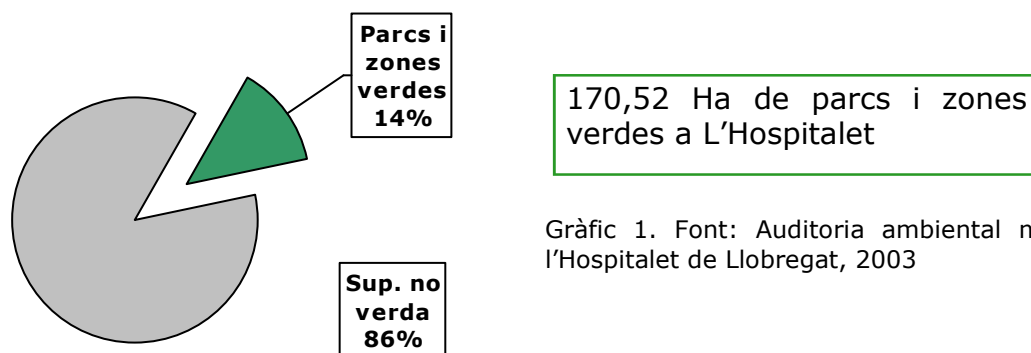 Parcs i
zones
verdes
14%
170,52 Ha de parcs i zones
verdes a L'Hospitalet
Gràfic 1. Font: Auditoria ambiental
l'Hospitalet de Llobregat, 2003
Sup. no
verda
86%